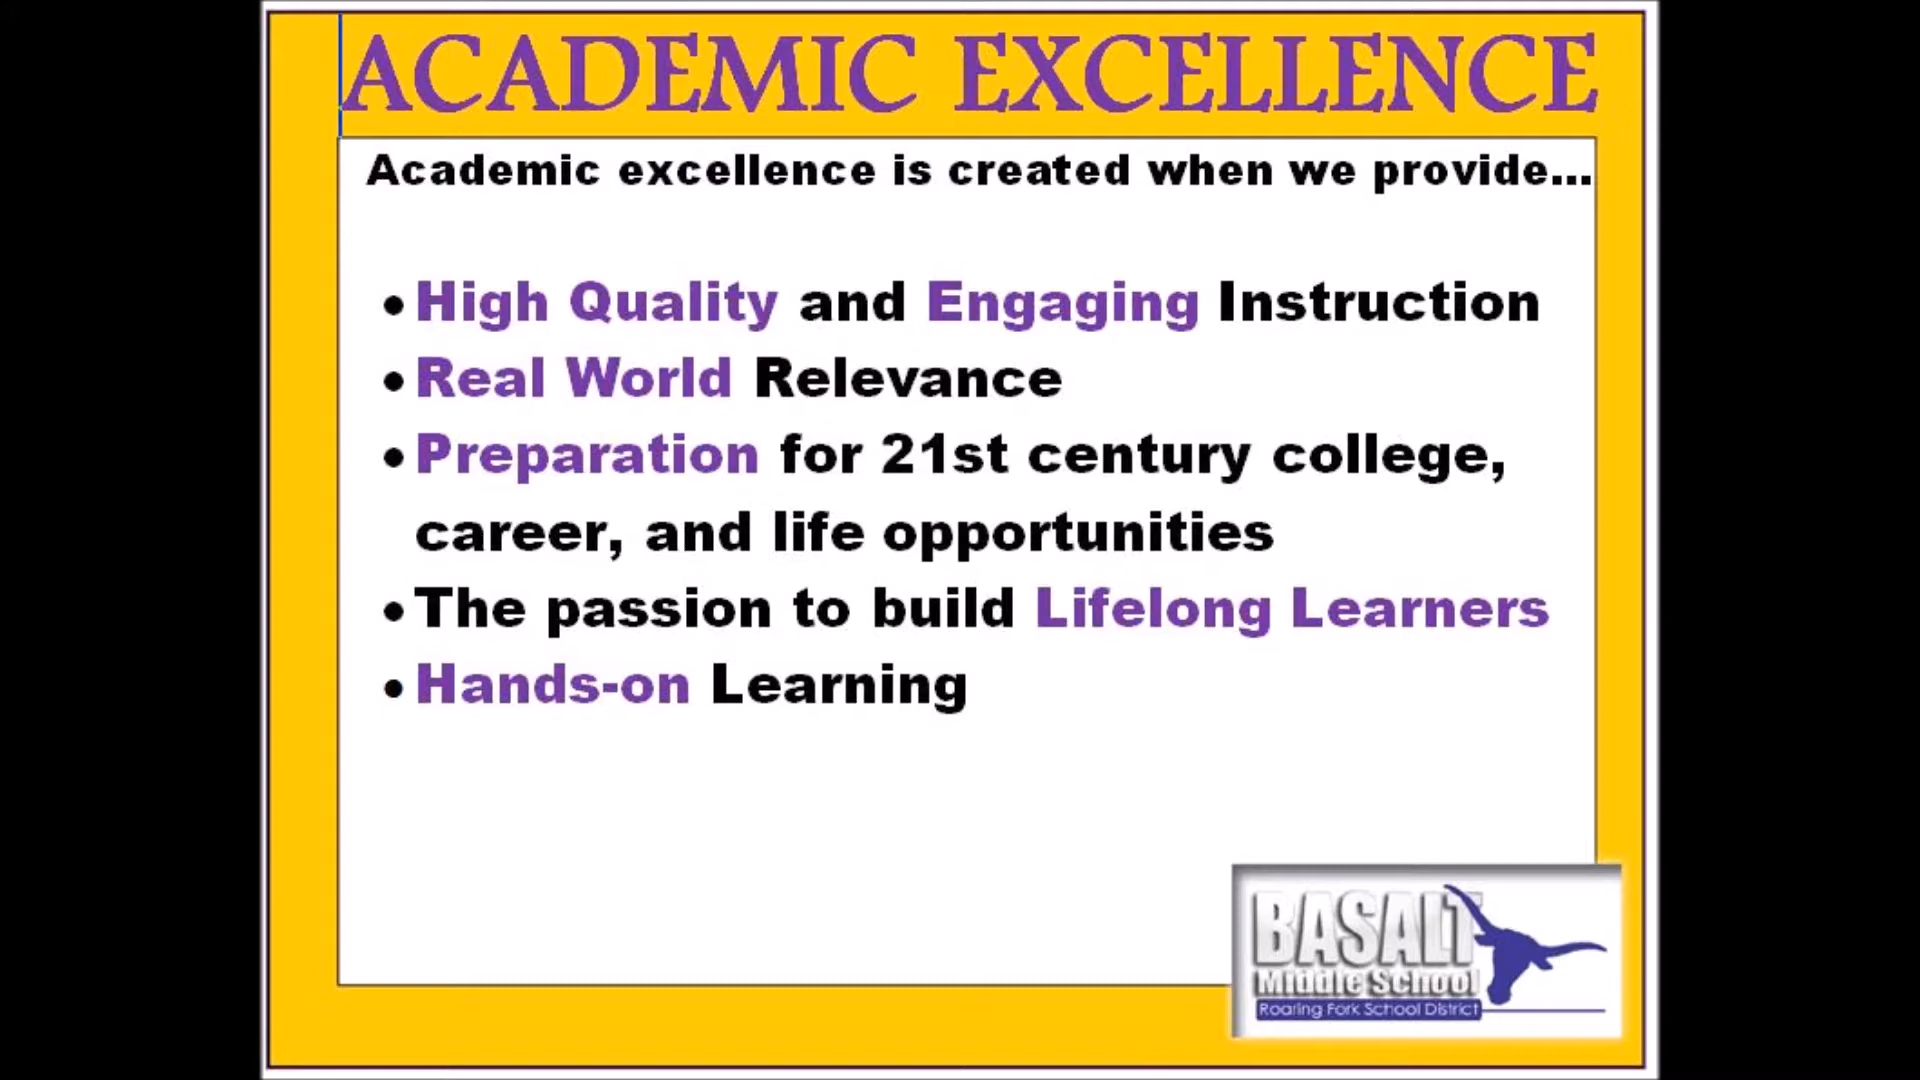 ACADEMIC EXCELLENCE
Academic excellence is created when we provide...
•High Quality and Engaging Instruction
•Real World Relevance
•Preparation for 21st century college,
career, and life opportunities
•The passion to build Lifelong Learners
•Hands-on Learning
BASALT
Middle School
Roaring Fork School District